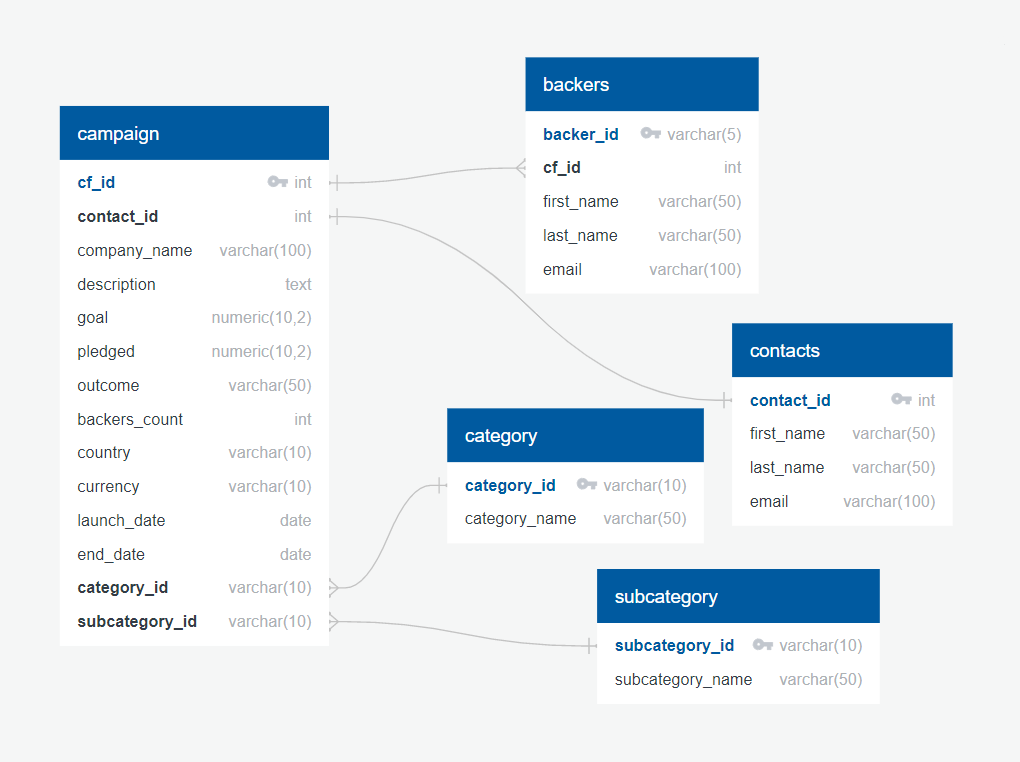 campaign
cf_id int
contact_id int
company_name varchar(100)
description text
goal numeric(10,2)
pledged numeric(10,2)
outcome varchar(50)
backers_count int
country varchar(10)
currency varchar(10)
launch_date date
end_date date
category_id varchar(10)
subcategory_id varchar(10)
backers
backer_id varchar(5)
cf_id int
first_name varchar(50)
last_name varchar(50)
email varchar(100)
contacts
contact_id int
first_name varchar(50)
last_name varchar(50)
email varchar(100)
category
category_id varchar(10)
category_name varchar(50)
subcategory
subcategory_id varchar(10)
subcategory_name varchar(50)